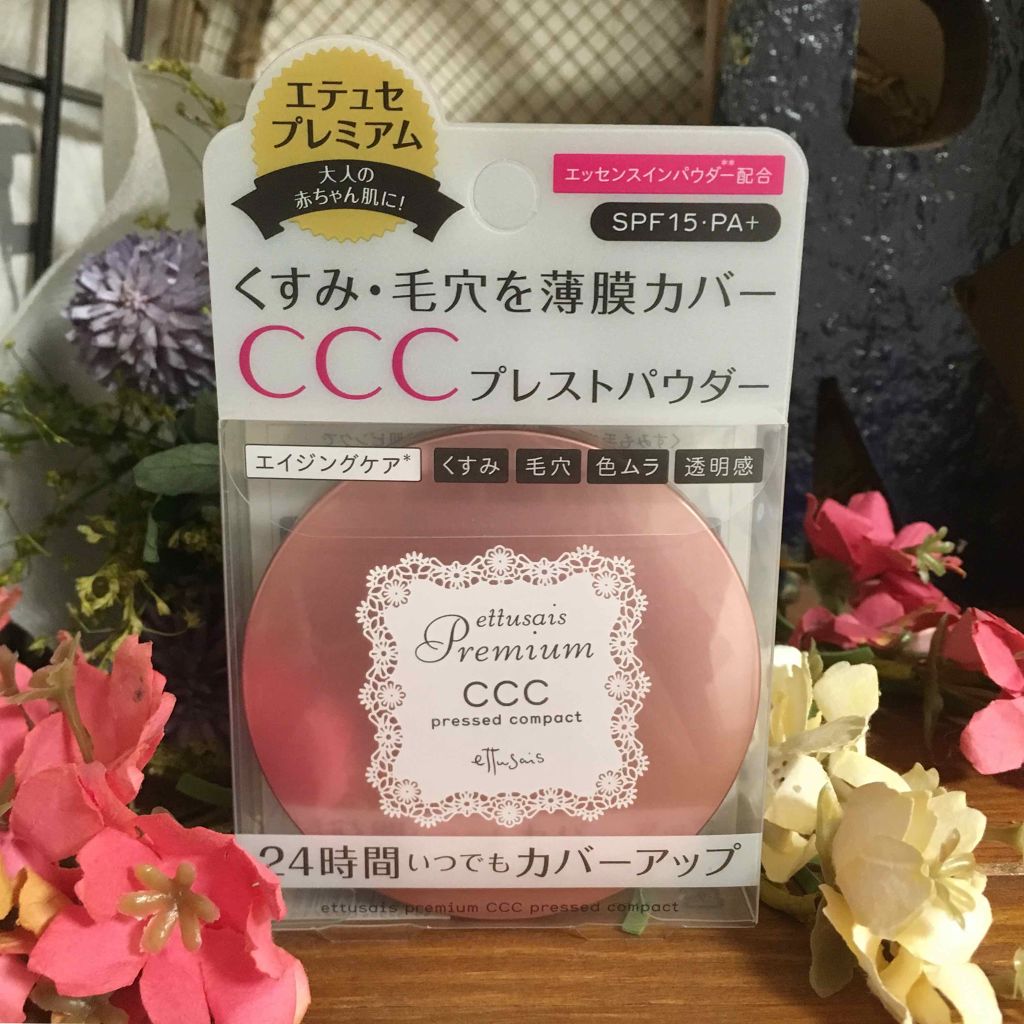 エテュセ
プレミアム
大人の
赤ちゃん肌に!
エッセンスインパウダー**配合
SPF15・PA+
くすみ・毛穴を薄膜カバー
CCC プレストパウダー
エイジングケア* くすみ 毛穴 色ムラ 透明感
ettusais
Premium
CCC
pressed compact
ettusais
24時間いつでもカバーアップ
ettusais premium CCC pressed compact